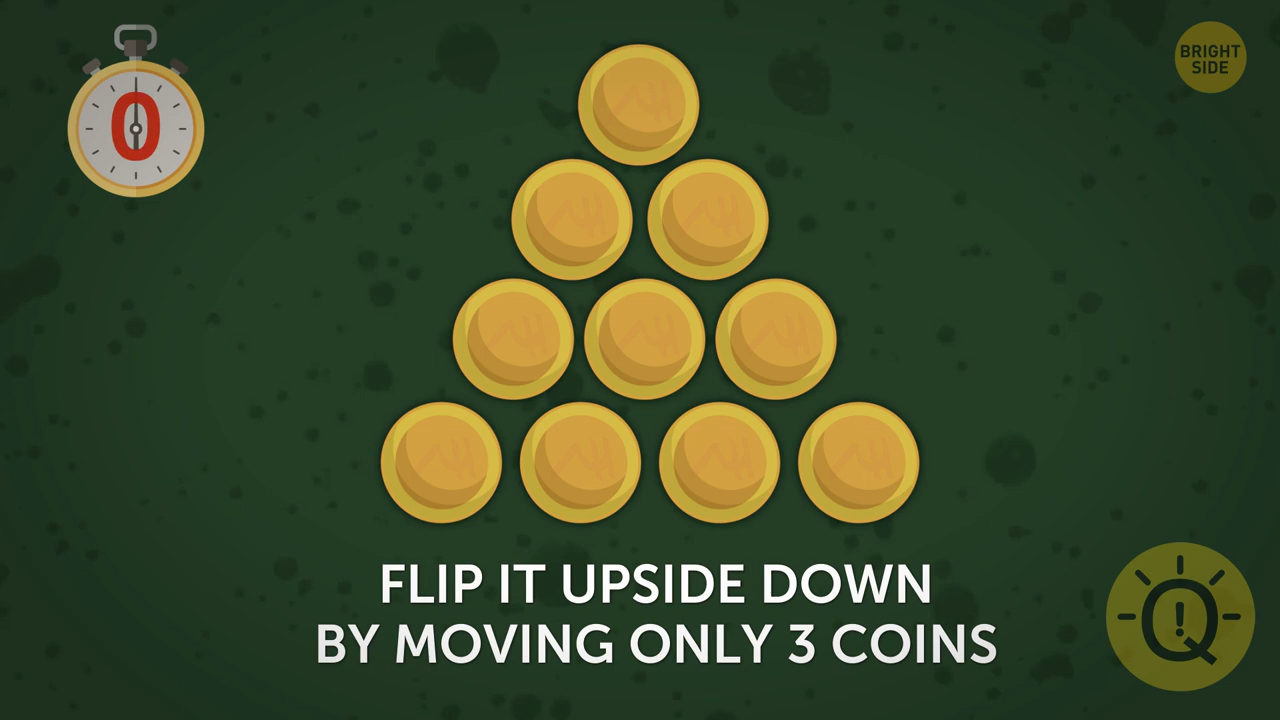 0
BRIGHT
SIDE
FLIP IT UPSIDE DOWN
BY MOVING ONLY 3 COINS
Q!